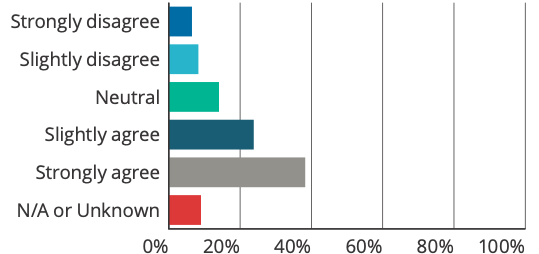 Strongly disagree
Slightly disagree
Neutral
Slightly agree
Strongly agree
N/A or Unknown
0% 20% 40% 60% 80% 100%